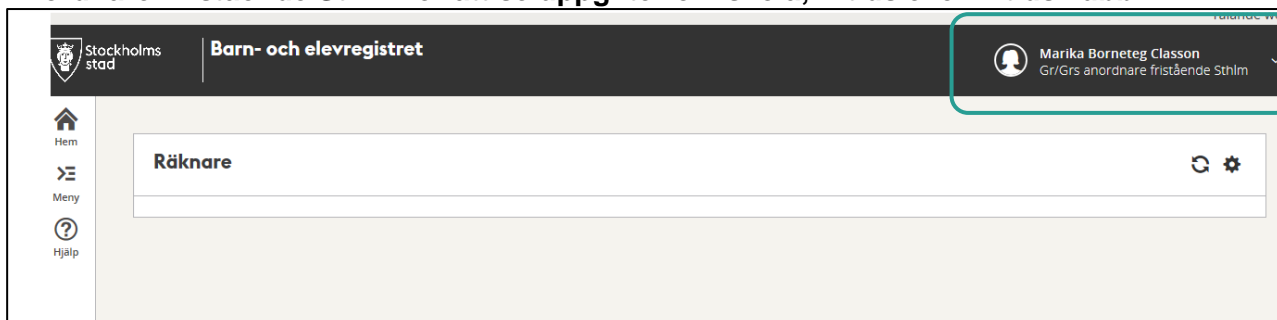 Stockholms
stad
Barn- och elevregistret
Marika Borneteg Classon
Gr/Grs anordnare fristående Sthlm
Hem
Räknare
Meny
Hjälp